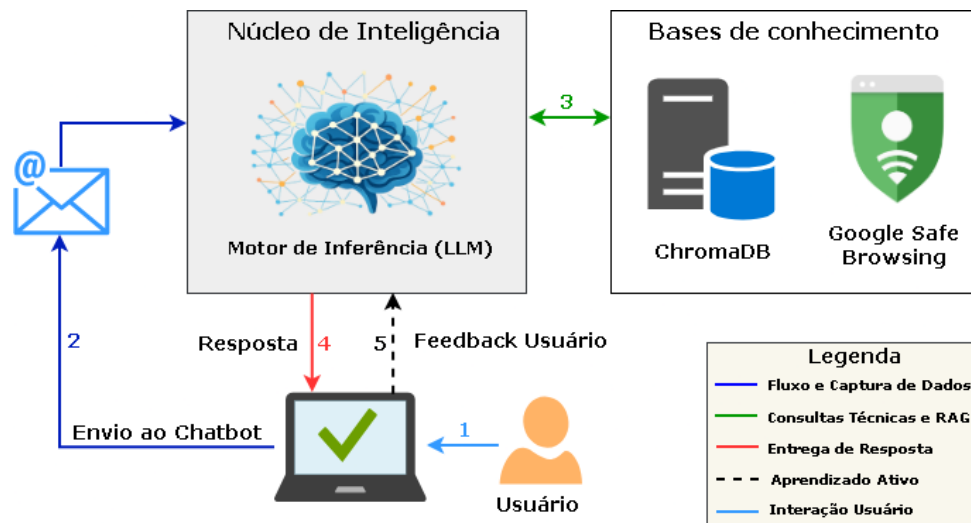 Núcleo de Inteligência
Motor de Inferência (LLM)
3
Bases de conhecimento
ChromaDB
Google Safe
Browsing
@
2
Envio ao Chatbot
Resposta
4
5
Feedback Usuário
1
Usuário
Legenda
Fluxo e Captura de Dados
Consultas Técnicas e RAG
Entrega de Resposta
Aprendizado Ativo
Interação Usuário